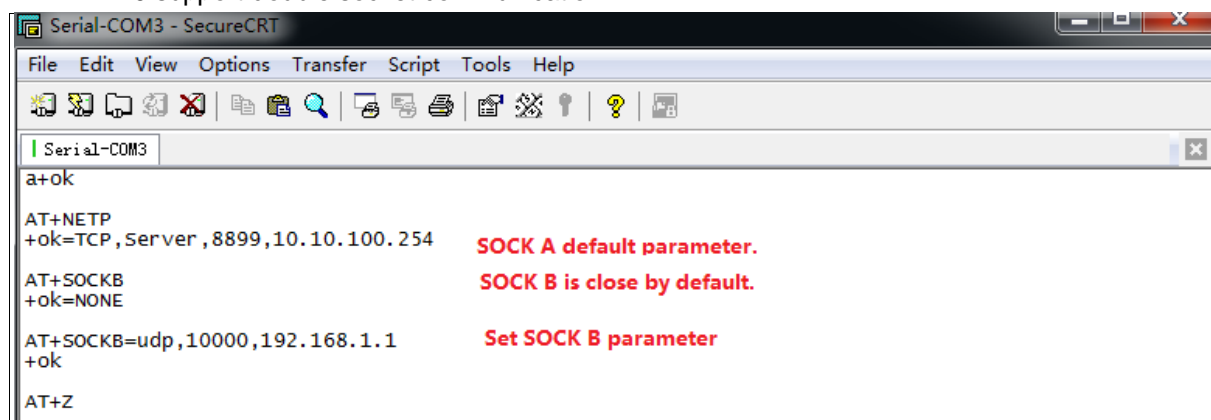 Serial-COM3 - SecureCRT
File Edit View Options Transfer Script Tools Help
Serial-COM3
a+ok
AT+NETP
+ok=TCP,Server,8899,10.10.100.254 SOCK A default parameter.
AT+SOCKB SOCK B is close by default.
+ok=NONE
AT+SOCKB=udp,10000,192.168.1.1 Set SOCK B parameter
+ok
AT+Z